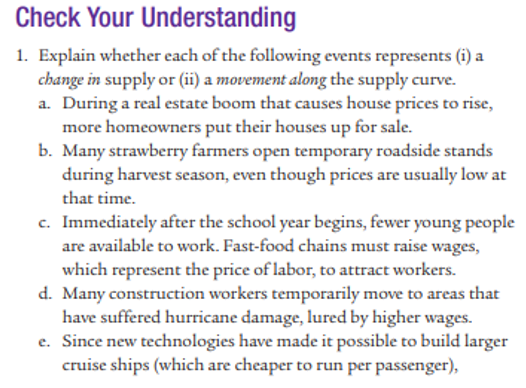 Check Your Understanding
1. Explain whether each of the following events represents (i) a
change in supply or (ii) a movement along the supply curve.
a. During a real estate boom that causes house prices to rise,
more homeowners put their houses up for sale.
b. Many strawberry farmers open temporary roadside stands
during harvest season, even though prices are usually low at
that time.
c. Immediately after the school year begins, fewer young people
are available to work. Fast-food chains must raise wages,
which represent the price of labor, to attract workers.
d. Many construction workers temporarily move to areas that
have suffered hurricane damage, lured by higher wages.
e. Since new technologies have made it possible to build larger
cruise ships (which are cheaper to run per passenger),